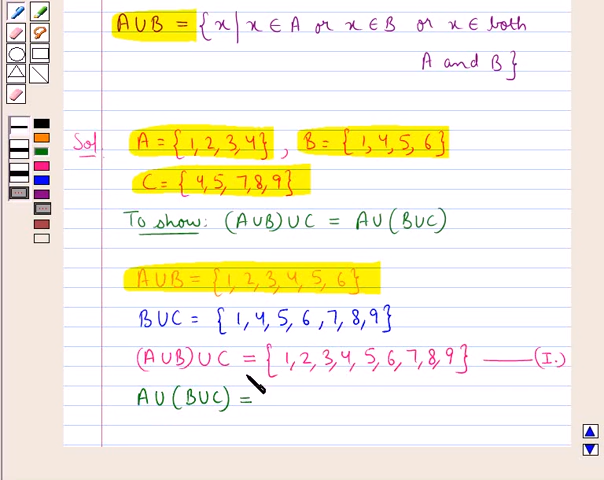 A∪B = {x | x ∈ A or x ∈ B or x ∈ both
A and B}
Sol. A = {1, 2, 3, 4} , B = {1, 4, 5, 6}
C = {4, 5, 7, 8, 9}
To show: (A∪B)∪C = A∪(B∪C)
A∪B = {1, 2, 3, 4, 5, 6}
B∪C = {1, 4, 5, 6, 7, 8, 9}
(A∪B)∪C = {1, 2, 3, 4, 5, 6, 7, 8, 9} —— (I.)
A∪(B∪C) =